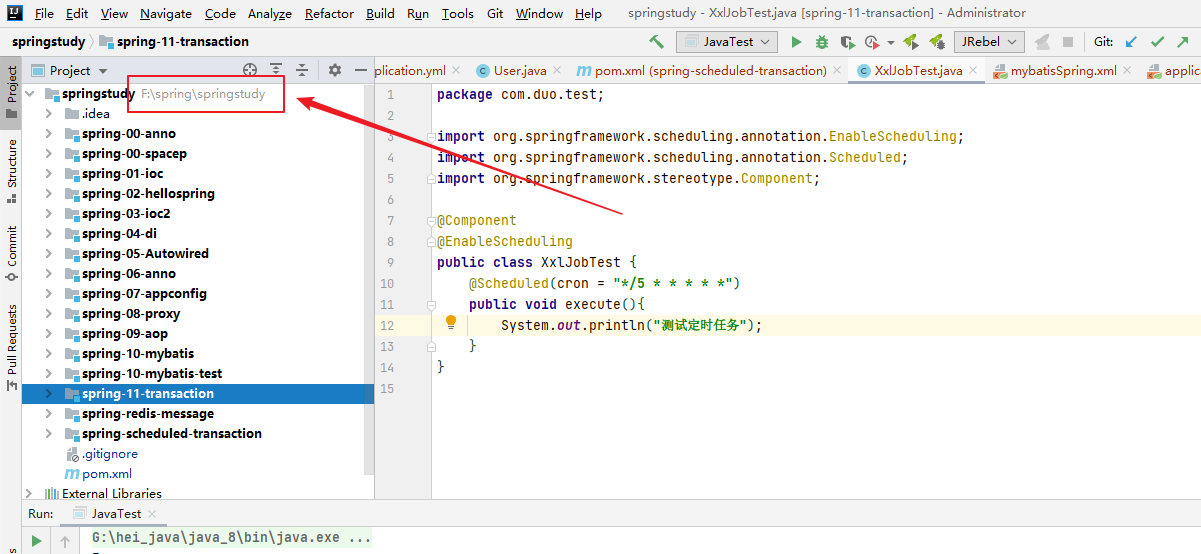 File Edit View Navigate Code Analyze Refactor Build Run Tools Git Window Help springstudy - XxlJobTest.java [spring-11-transaction] - Administrator
springstudy spring-11-transaction JavaTest JRebel Git:
Project plication.yml User.java pom.xml (spring-scheduled-transaction) XxlJobTest.java mybatisSpring.xml applica
Project
Structure
Commit
Pull Requests
springstudy F:\spring\springstudy
.idea
spring-00-anno
spring-00-spacep
spring-01-ioc
spring-02-hellospring
spring-03-ioc2
spring-04-di
spring-05-Autowired
spring-06-anno
spring-07-appconfig
spring-08-proxy
spring-09-aop
spring-10-mybatis
spring-10-mybatis-test
spring-11-transaction
spring-redis-message
spring-scheduled-transaction
.gitignore
pom.xml
External Libraries
1 package com.duo.test;
2
3 import org.springframework.scheduling.annotation.EnableScheduling;
4 import org.springframework.scheduling.annotation.Scheduled;
5 import org.springframework.stereotype.Component;
6
7 @Component
8 @EnableScheduling
9 public class XxlJobTest {
10 @Scheduled(cron = "*/5 * * * * *")
11 public void execute(){
12 System.out.println("测试定时任务");
13 }
14 }
15
Run: JavaTest
G:\hei_java\java_8\bin\java.exe ...